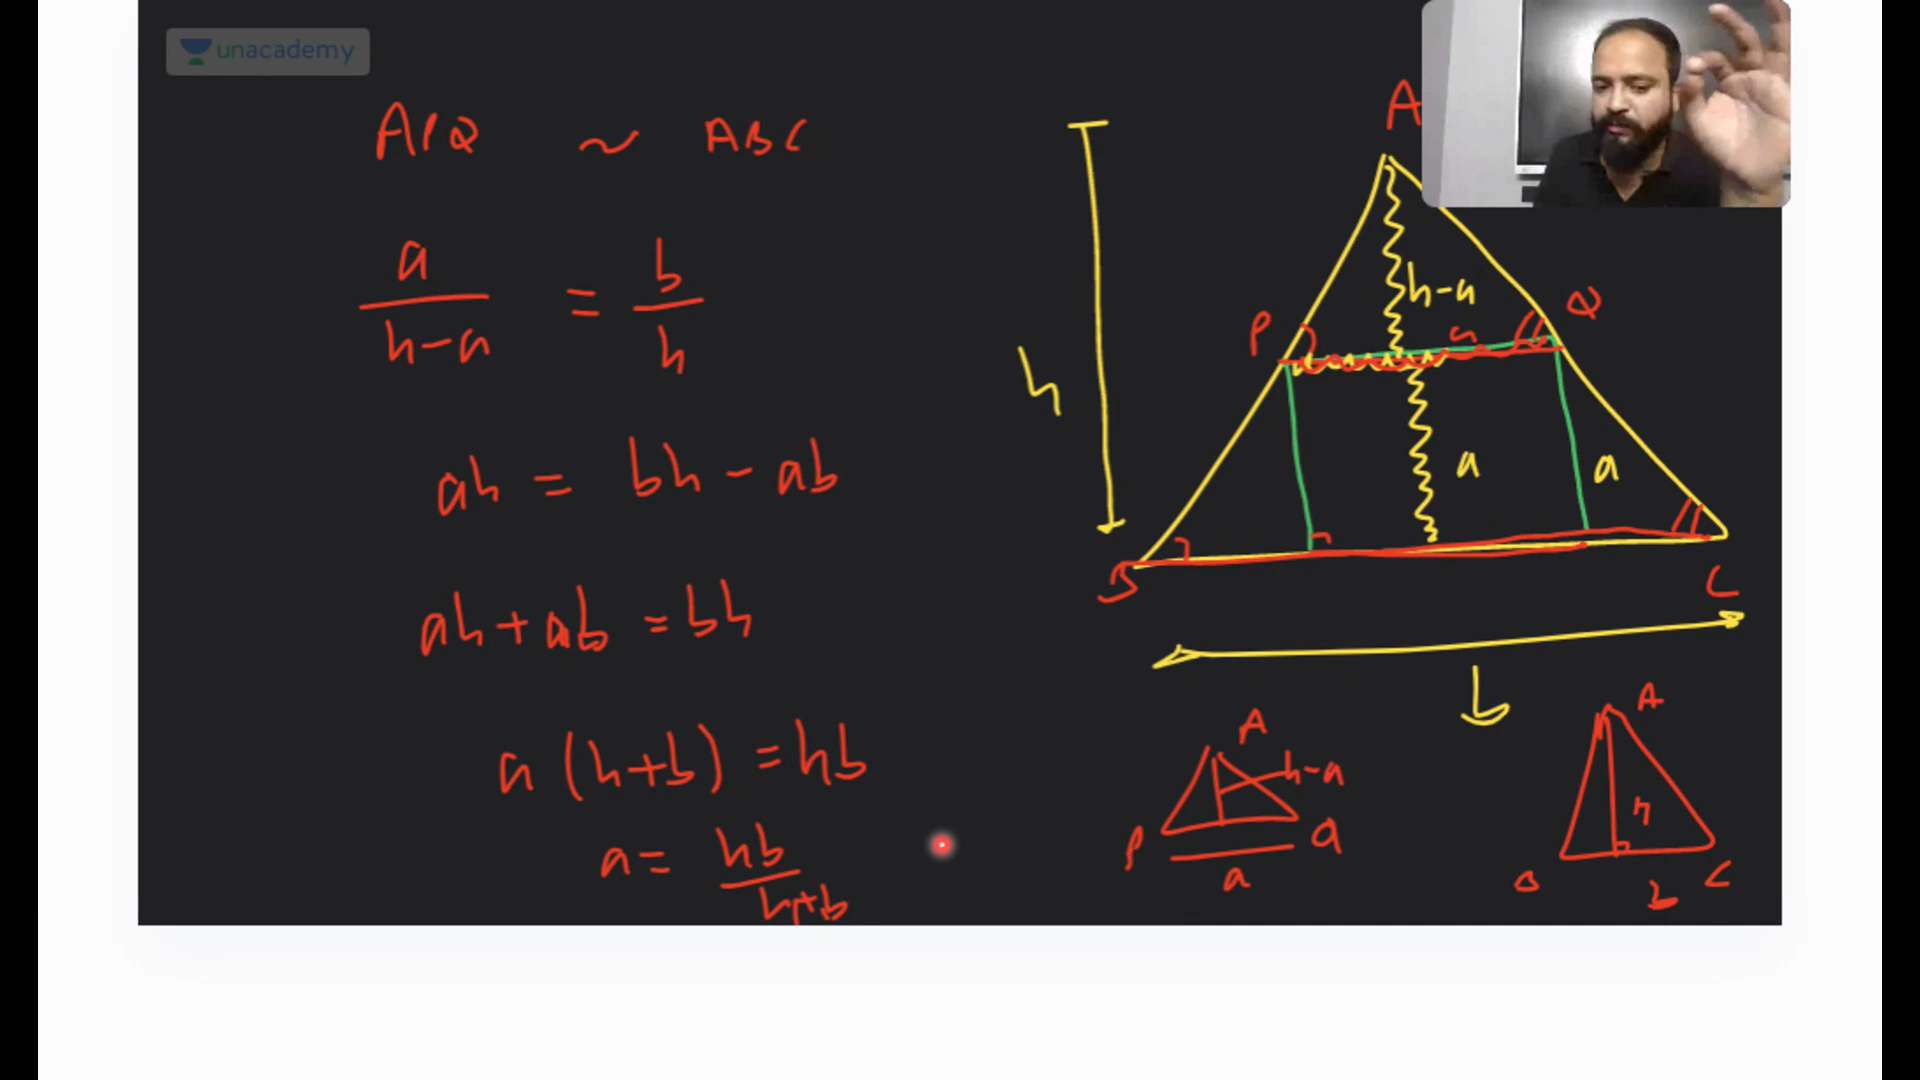 unacademy
APQ ~ ABC
a/(h-a) = b/h
ah = bh - ab
ah + ab = bh
a (h+b) = hb
a = hb/(h+b)
A
h
h-a
P
Q
a
a
a
B
C
b
A
h-a
P
Q
a
A
h
B
C
b